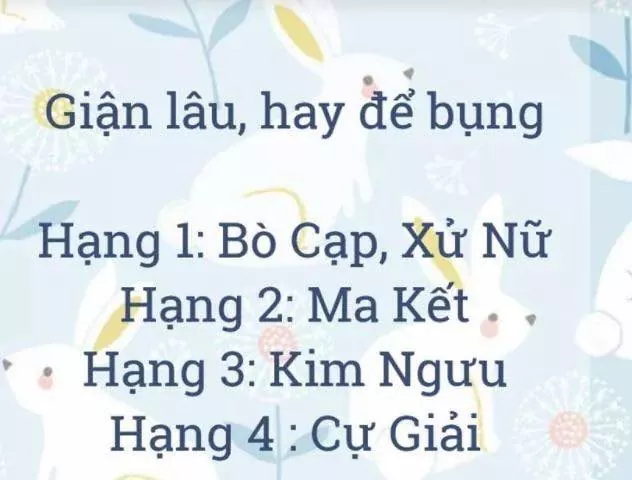 Giận lâu, hay để bụng
Hạng 1: Bò Cạp, Xử Nữ
Hạng 2: Ma Kết
Hạng 3: Kim Ngưu
Hạng 4 : Cự Giải